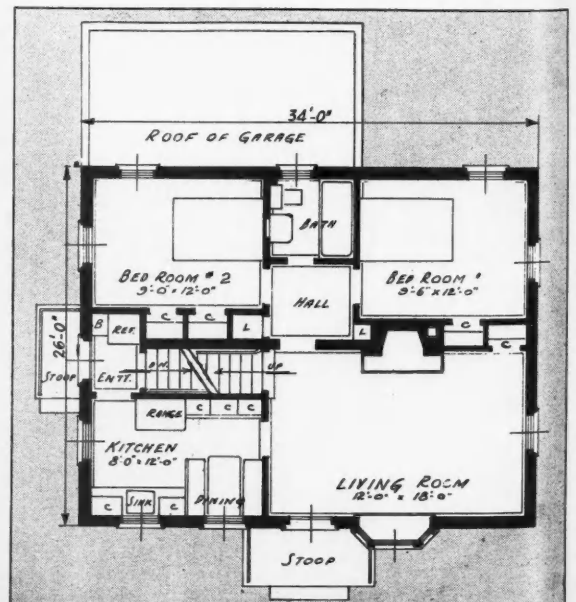 34'-0"
ROOF OF GARAGE
BATH
BED ROOM #2
9'-0" x 12'-0"
BED ROOM '
9'-6" x 12'-0"
HALL
26'-0"
B
REF.
C
C
L
L
C
C
STOOP
ENT.
DN.
UP
RANGE
C
C
C
KITCHEN
8'-0" x 12'-0"
LIVING ROOM
12'-0" x 18'-0"
C
SINK
C
DINING
STOOP